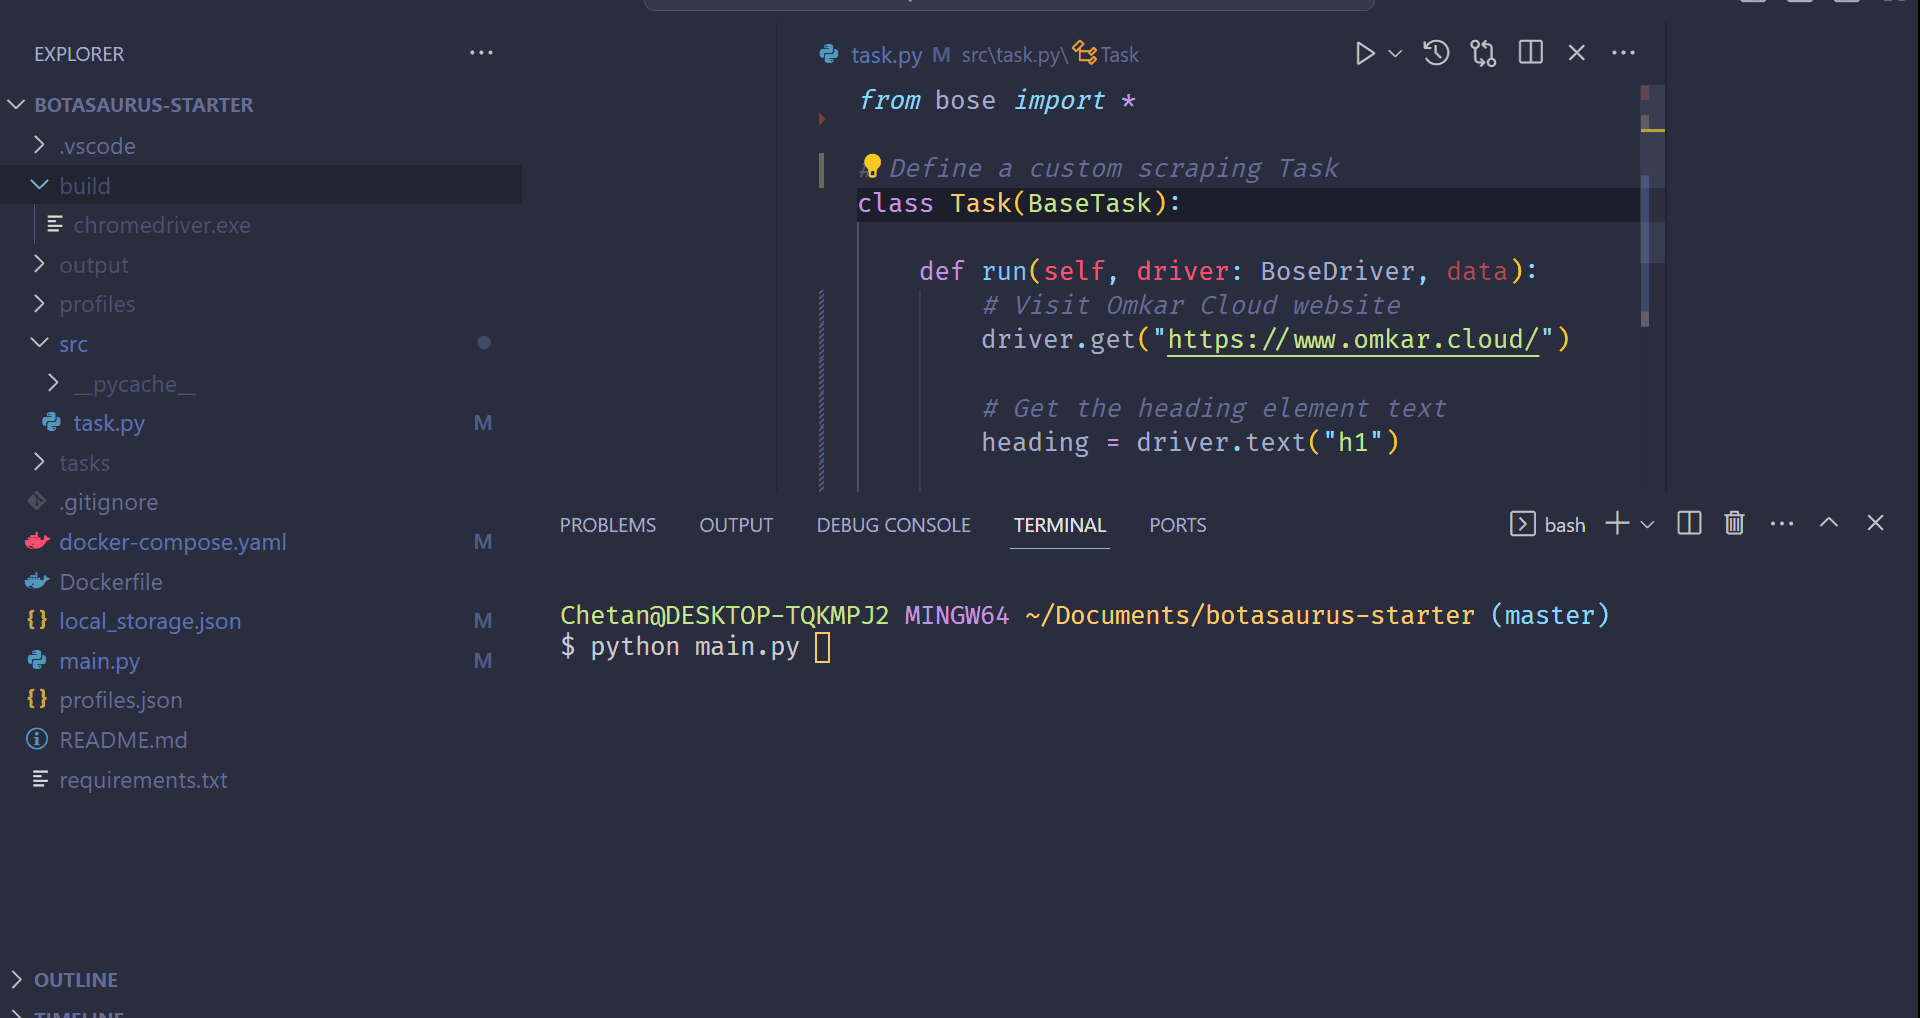 EXPLORER
BOTASAURUS-STARTER
.vscode
build
chromedriver.exe
output
profiles
src
__pycache__
task.py M
tasks
.gitignore
docker-compose.yaml M
Dockerfile
local_storage.json M
main.py M
profiles.json
README.md
requirements.txt
OUTLINE
TIMELINE
task.py M src\task.py\ Task
from bose import *
# Define a custom scraping Task
class Task(BaseTask):
def run(self, driver: BoseDriver, data):
# Visit Omkar Cloud website
driver.get("https://www.omkar.cloud/")
# Get the heading element text
heading = driver.text("h1")
PROBLEMS OUTPUT DEBUG CONSOLE TERMINAL PORTS bash
Chetan@DESKTOP-TQKMPJ2 MINGW64 ~/Documents/botasaurus-starter (master)
$ python main.py